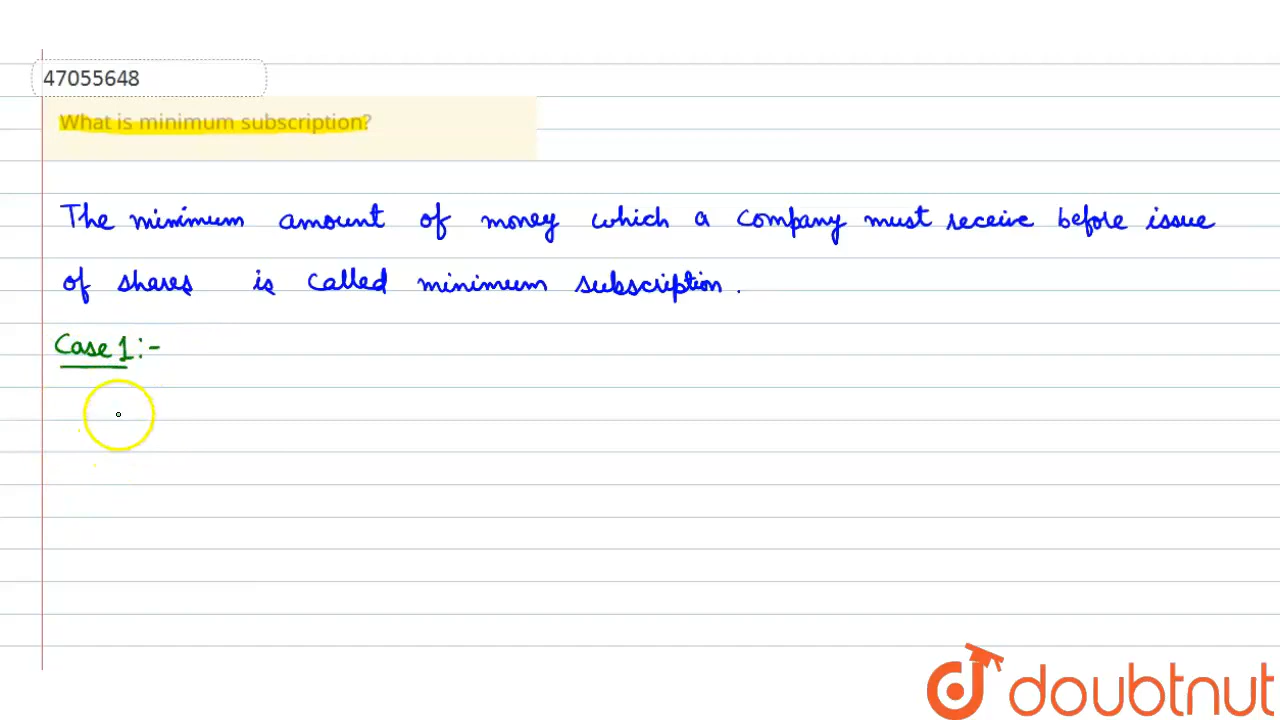 47055648
What is minimum subscription?
The minimum amount of money which a company must receive before issue
of shares is called minimum subscription.
Case 1:-
doubtnut